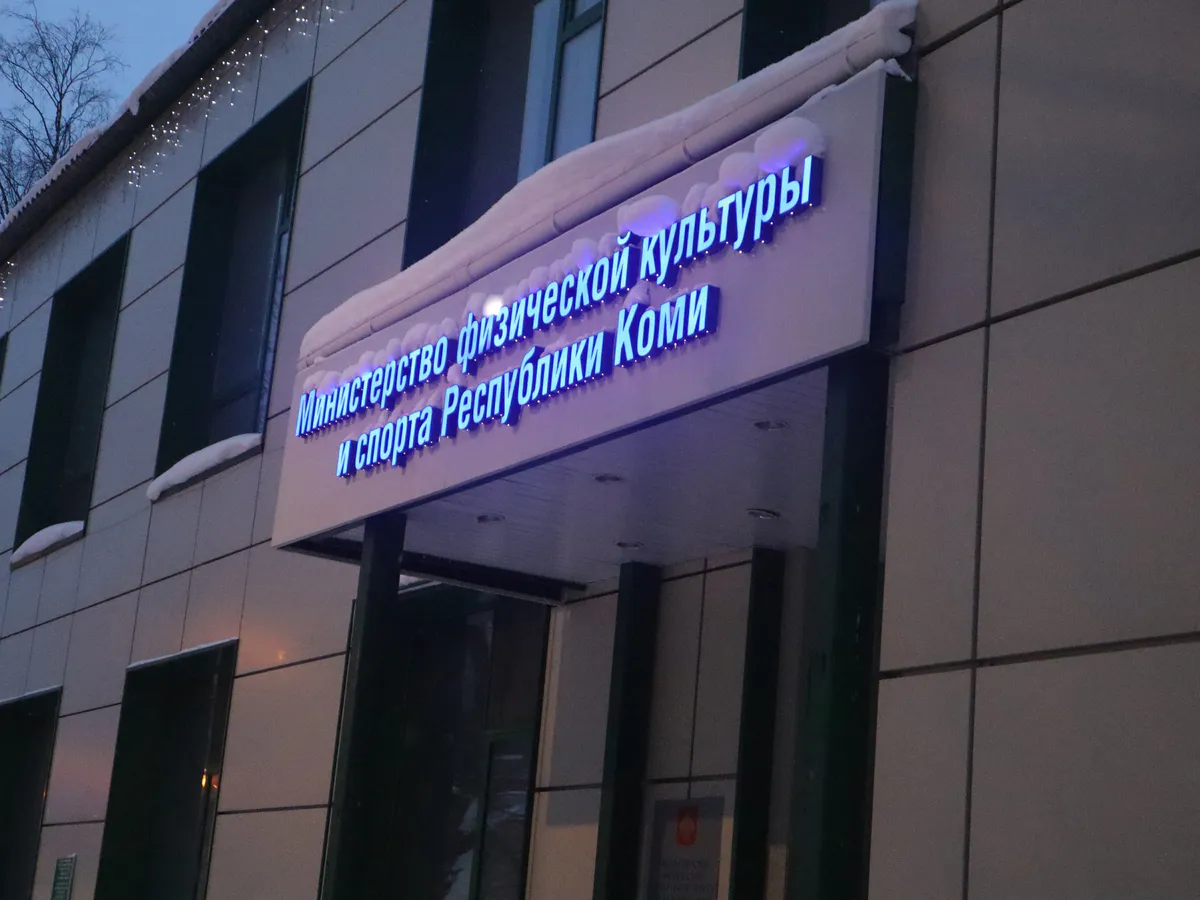 Министерство физической культуры
и спорта Республики Коми